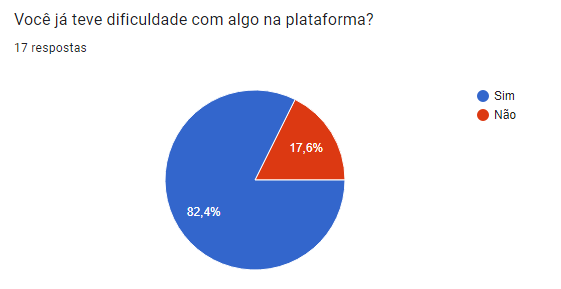 Você já teve dificuldade com algo na plataforma?
17 respostas
Sim
Não
17,6%
82,4%